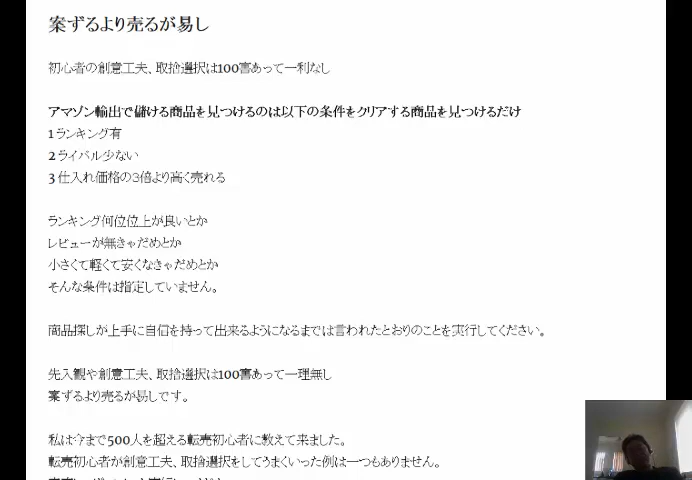 案ずるより売るが易し
初心者の創意工夫、取捨選択は100害あって一利なし
アマゾン輸出で儲ける商品を見つけるのは以下の条件をクリアする商品を見つけるだけ
1ランキング有
2ライバル少ない
3仕入れ価格の3倍より高く売れる
ランキング何位位上が良いとか
レビューが無きゃだめとか
小さくて軽くて安くなきゃだめとか
そんな条件は指定していません。
商品探しが上手に自信を持って出来るようになるまでは言われたとおりのことを実行してください。
先入観や創意工夫、取捨選択は100害あって一理無し
案ずるより売るが易しです。
私は今まで500人を超える転売初心者に教えて来ました。
転売初心者が創意工夫、取捨選択をしてうまくいった例は一つもありません。